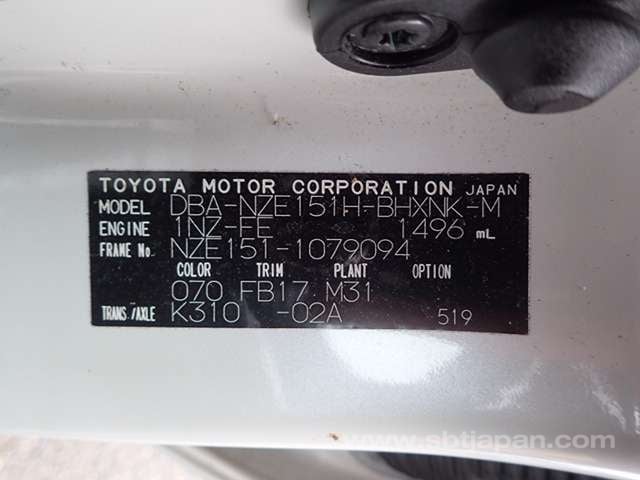 TOYOTA MOTOR CORPORATION JAPAN
MODEL DBA-NZE151H-BHXNK-M
ENGINE 1NZ-FE 1496 mL
FRAME No. NZE151-1079094
COLOR TRIM PLANT OPTION
070 FB17 M31
TRANS./AXLE K310 -02A 519
www.sbtjapan.com